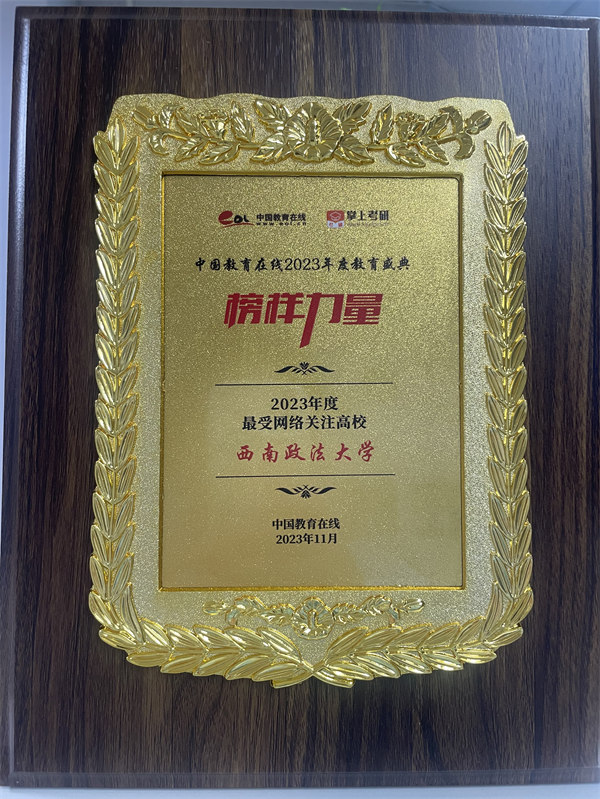 eol 中国教育在线 掌上考研
www.eol.cn
中国教育在线2023年度教育盛典
榜样力量
2023年度
最受网络关注高校
西南政法大学
中国教育在线
2023年11月